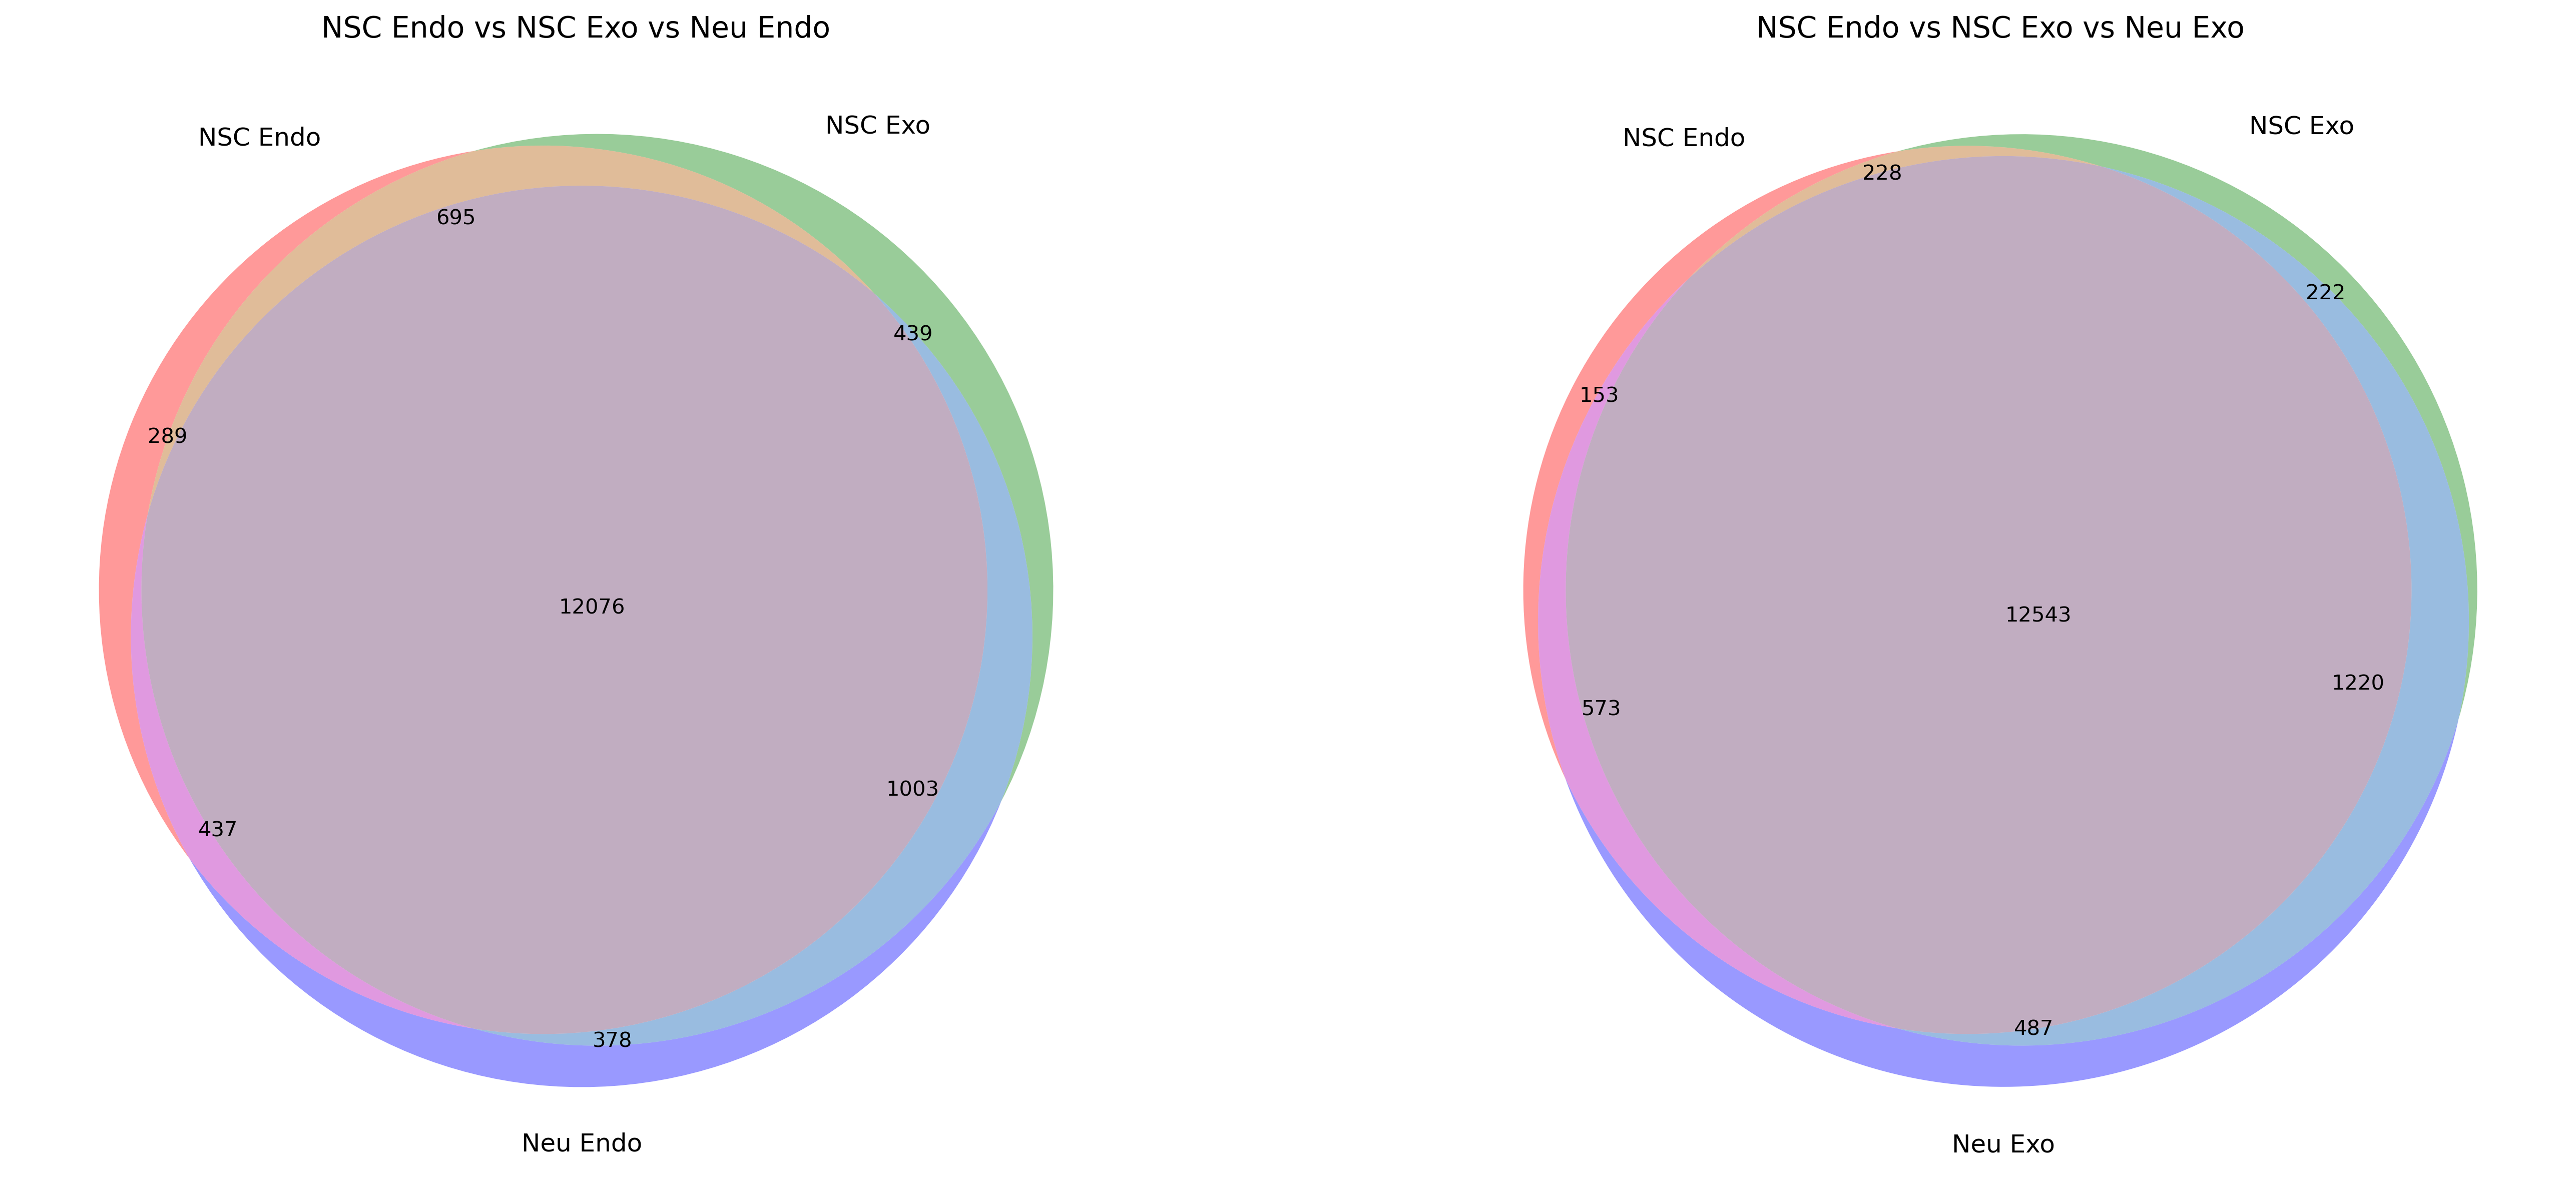 NSC Endo vs NSC Exo vs Neu Endo
NSC Endo
NSC Exo
695
439
289
12076
1003
437
378
Neu Endo
NSC Endo vs NSC Exo vs Neu Exo
NSC Endo
NSC Exo
228
222
153
12543
1220
573
487
Neu Exo